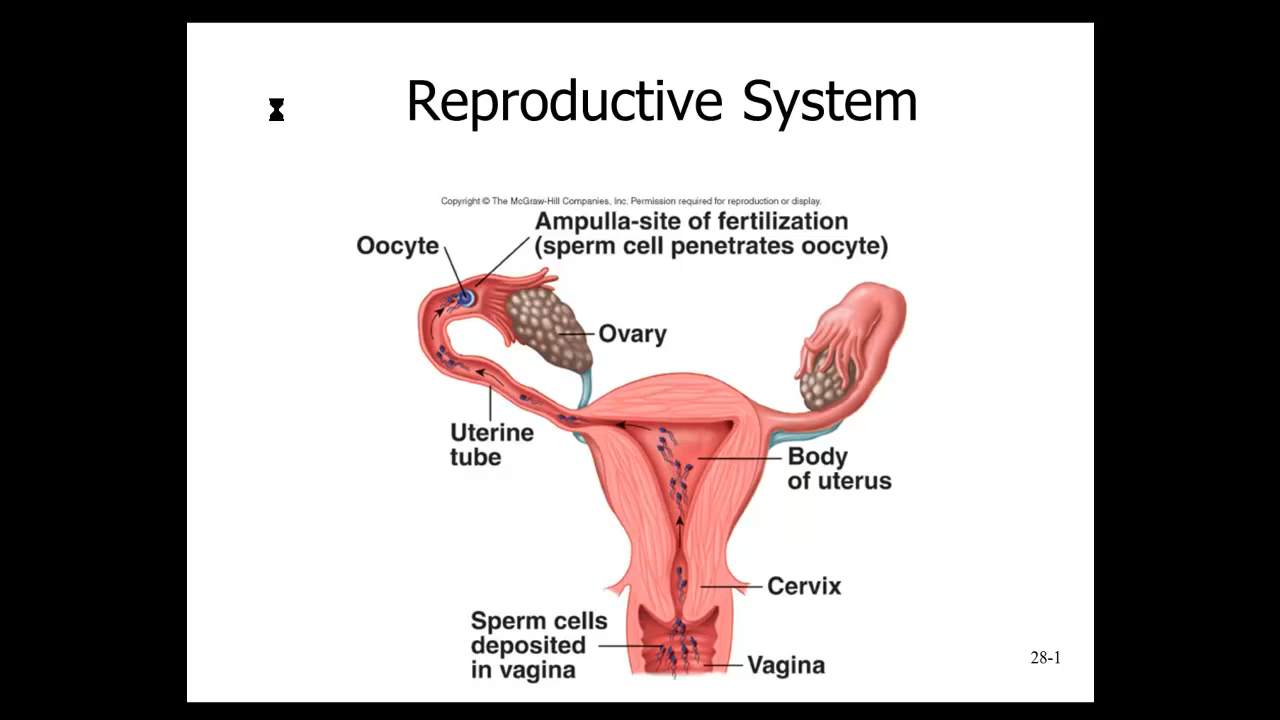 Reproductive System
Copyright © The McGraw-Hill Companies, Inc. Permission required for reproduction or display.
Ampulla-site of fertilization
(sperm cell penetrates oocyte)
Oocyte
Ovary
Uterine
tube
Body
of uterus
Cervix
Sperm cells
deposited
in vagina
Vagina
28-1